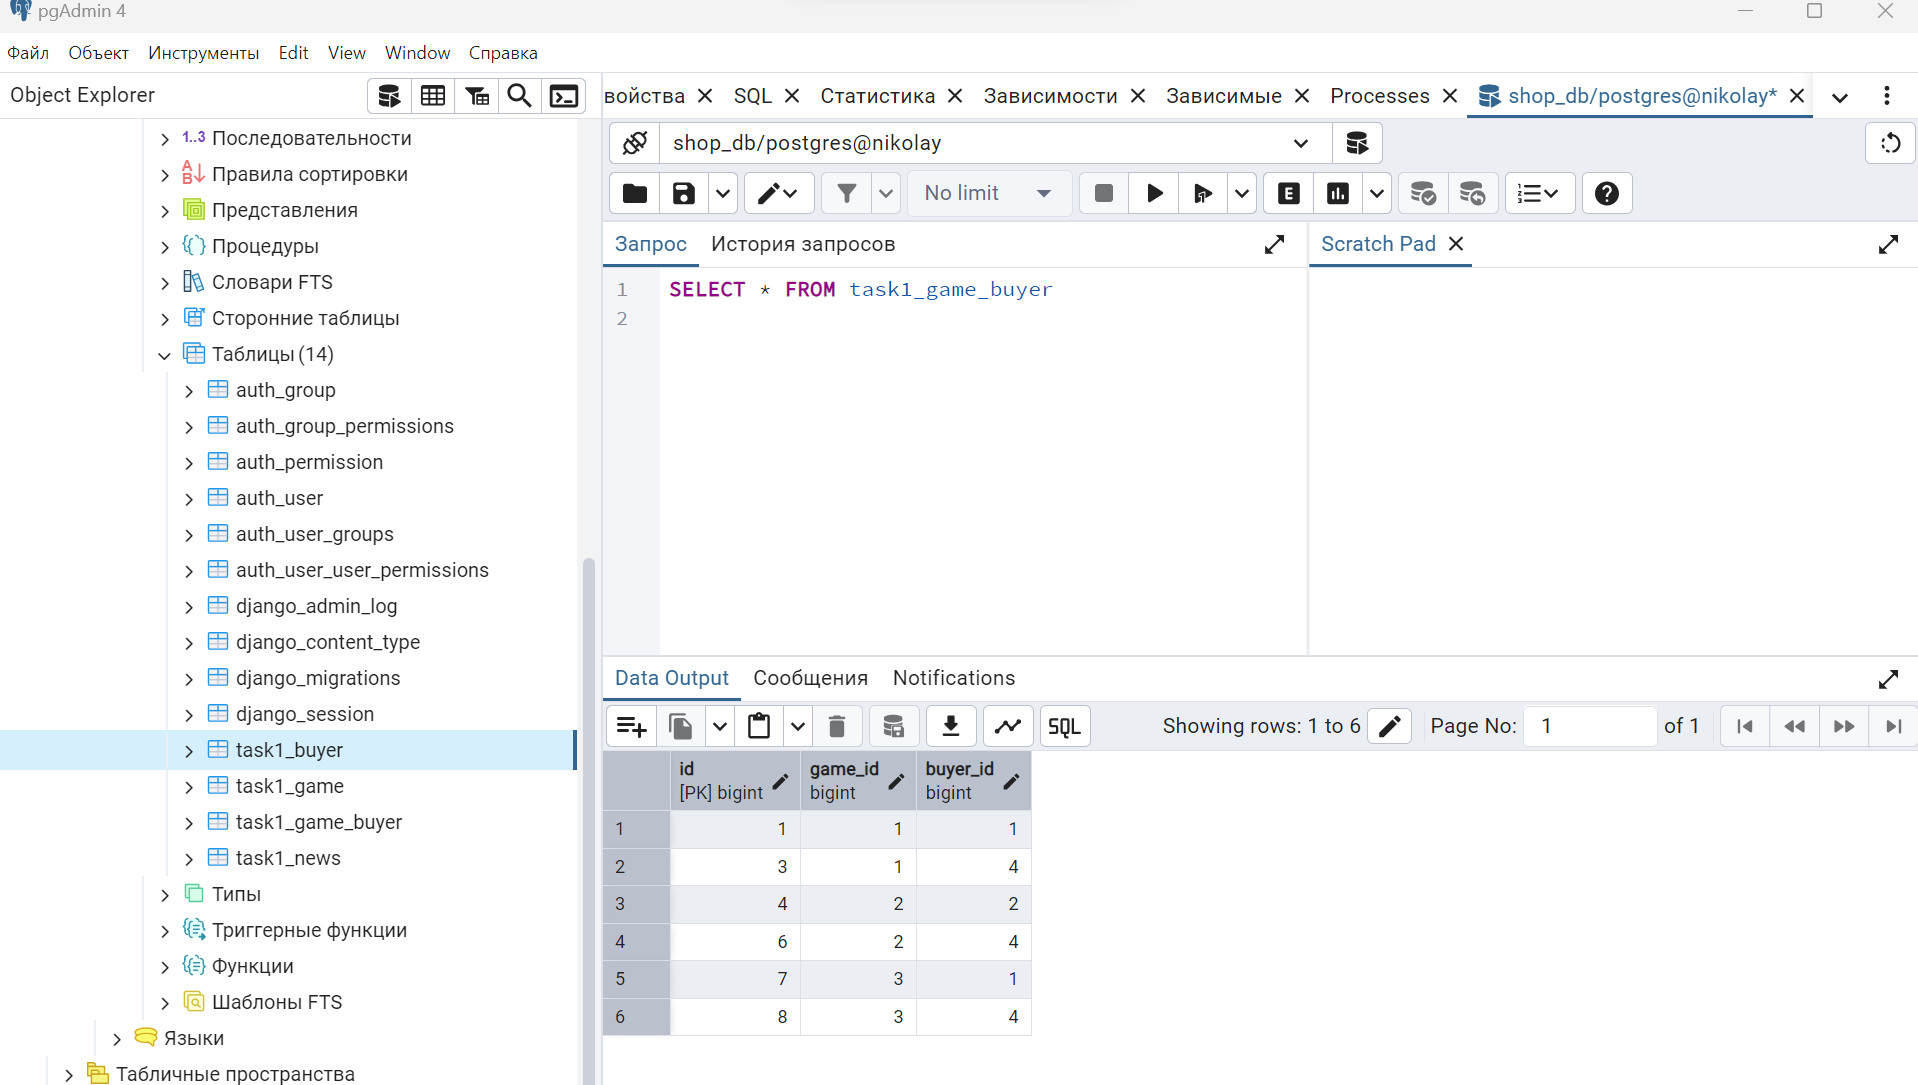 pgAdmin 4
Файл Объект Инструменты Edit View Window Справка
Object Explorer
войства SQL Статистика Зависимости Зависимые Processes shop_db/postgres@nikolay*
shop_db/postgres@nikolay
No limit
1..3 Последовательности
Правила сортировки
Представления
Процедуры
Словари FTS
Сторонние таблицы
Таблицы (14)
auth_group
auth_group_permissions
auth_permission
auth_user
auth_user_groups
auth_user_user_permissions
django_admin_log
django_content_type
django_migrations
django_session
task1_buyer
task1_game
task1_game_buyer
task1_news
Типы
Триггерные функции
Функции
Шаблоны FTS
Языки
Табличные пространства
Запрос История запросов
Scratch Pad
1 SELECT * FROM task1_game_buyer
2
Data Output Сообщения Notifications
SQL Showing rows: 1 to 6 Page No: 1 of 1
id game_id buyer_id
[PK] bigint bigint bigint
1 1 1 1
2 3 1 4
3 4 2 2
4 6 2 4
5 7 3 1
6 8 3 4